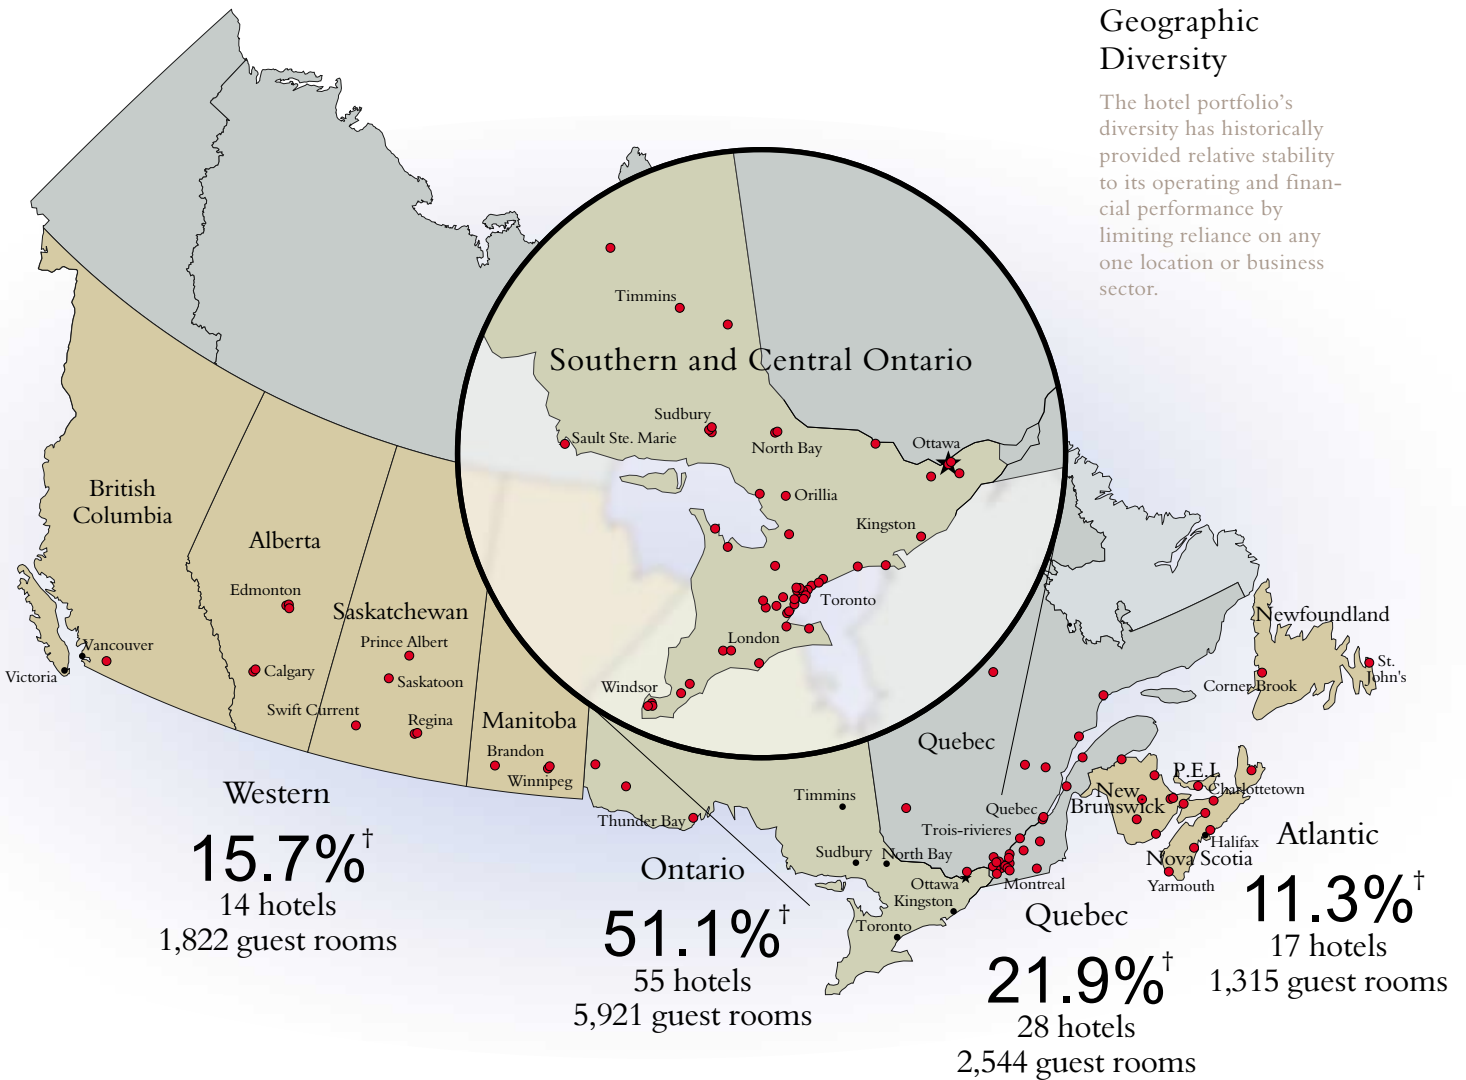 Geographic
Diversity
The hotel portfolio's
diversity has historically
provided relative stability
to its operating and finan-
cial performance by
limiting reliance on any
one location or business
sector.
Timmins
Southern and Central Ontario
Sudbury
Sault Ste. Marie
North Bay
Ottawa
Orillia
Kingston
Toronto
London
Windsor
British
Columbia
Alberta
Edmonton
Saskatchewan
Prince Albert
Vancouver
Victoria
Calgary
Saskatoon
Swift Current
Regina
Manitoba
Brandon
Winnipeg
Thunder Bay
Timmins
Sudbury
North Bay
Ottawa
Kingston
Toronto
Quebec
Quebec
Trois-rivieres
Montreal
Newfoundland
St.
John's
Corner Brook
P.E.I.
Charlottetown
New
Brunswick
Halifax
Nova Scotia
Yarmouth
Western
15.7%†
14 hotels
1,822 guest rooms
Ontario
51.1%†
55 hotels
5,921 guest rooms
Quebec
21.9%†
28 hotels
2,544 guest rooms
Atlantic
11.3%†
17 hotels
1,315 guest rooms